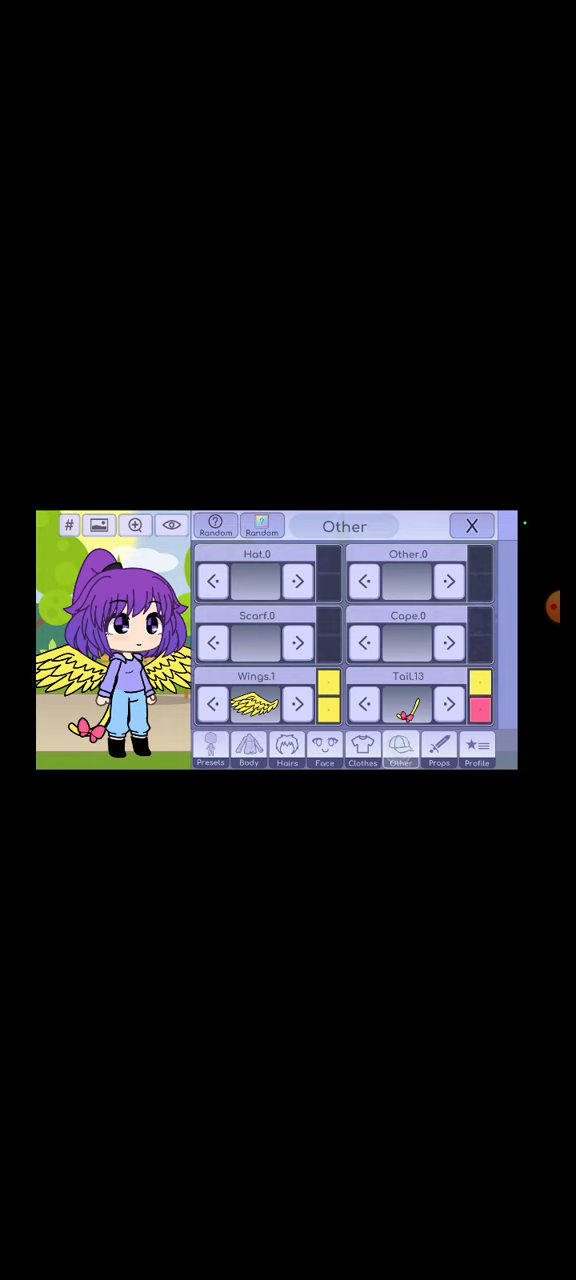 #
Random
Random
Other
X
Hat.0
Other.0
Scarf.0
Cape.0
Wings.1
Tail.13
Presets
Body
Hairs
Face
Clothes
Other
Props
Profile